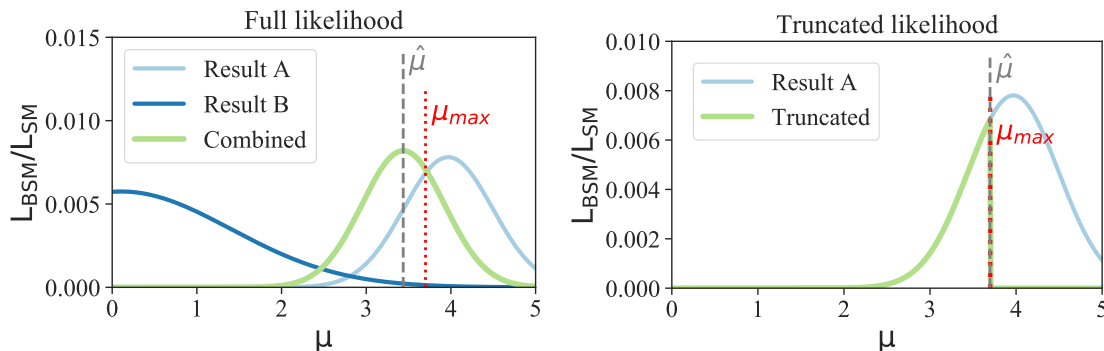 Full likelihood
0.015
0.010
0.005
0.000
L_BSM/L_SM
Result A
Result B
Combined
μ̂
μ_max
0 1 2 3 4 5
μ
Truncated likelihood
0.010
0.008
0.006
0.004
0.002
0.000
L_BSM/L_SM
Result A
Truncated
μ̂
μ_max
0 1 2 3 4 5
μ